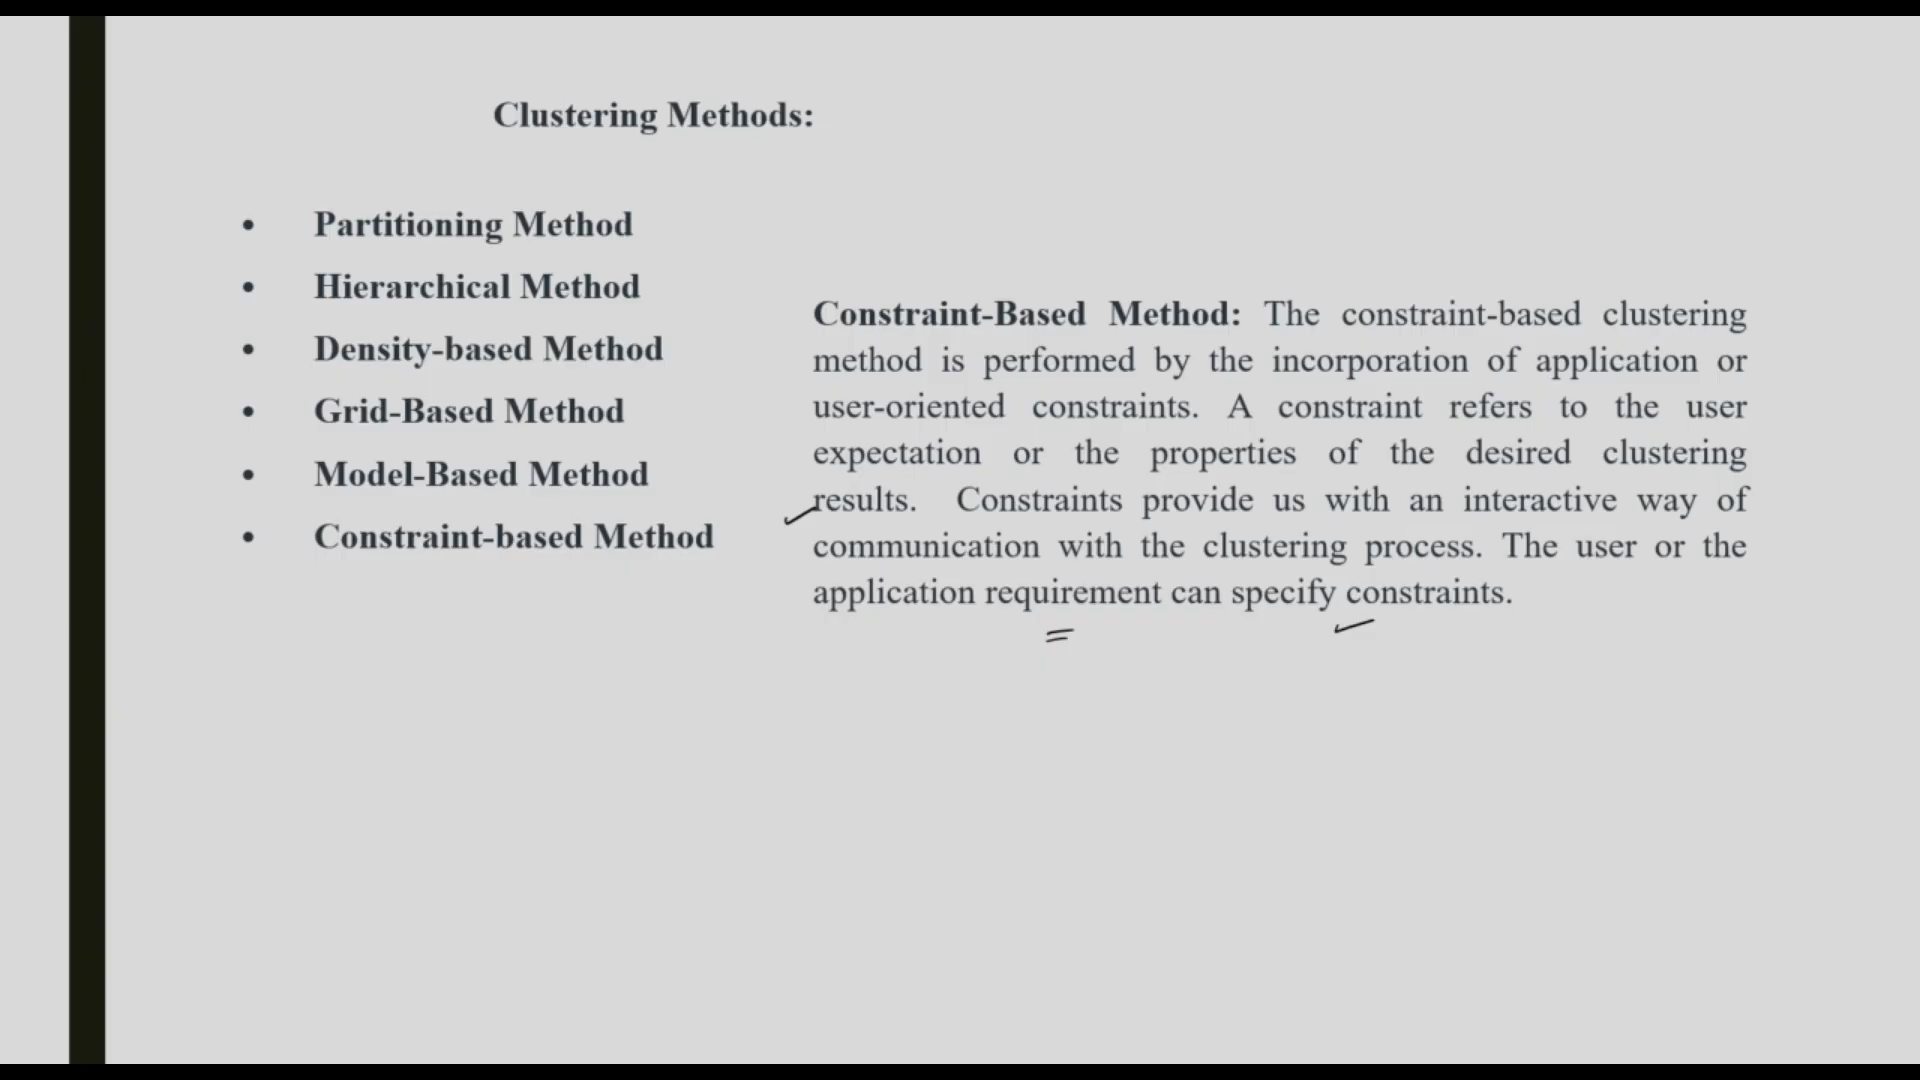 Clustering Methods:
• Partitioning Method
• Hierarchical Method
• Density-based Method
• Grid-Based Method
• Model-Based Method
• Constraint-based Method
Constraint-Based Method: The constraint-based clustering
method is performed by the incorporation of application or
user-oriented constraints. A constraint refers to the user
expectation or the properties of the desired clustering
results. Constraints provide us with an interactive way of
communication with the clustering process. The user or the
application requirement can specify constraints.